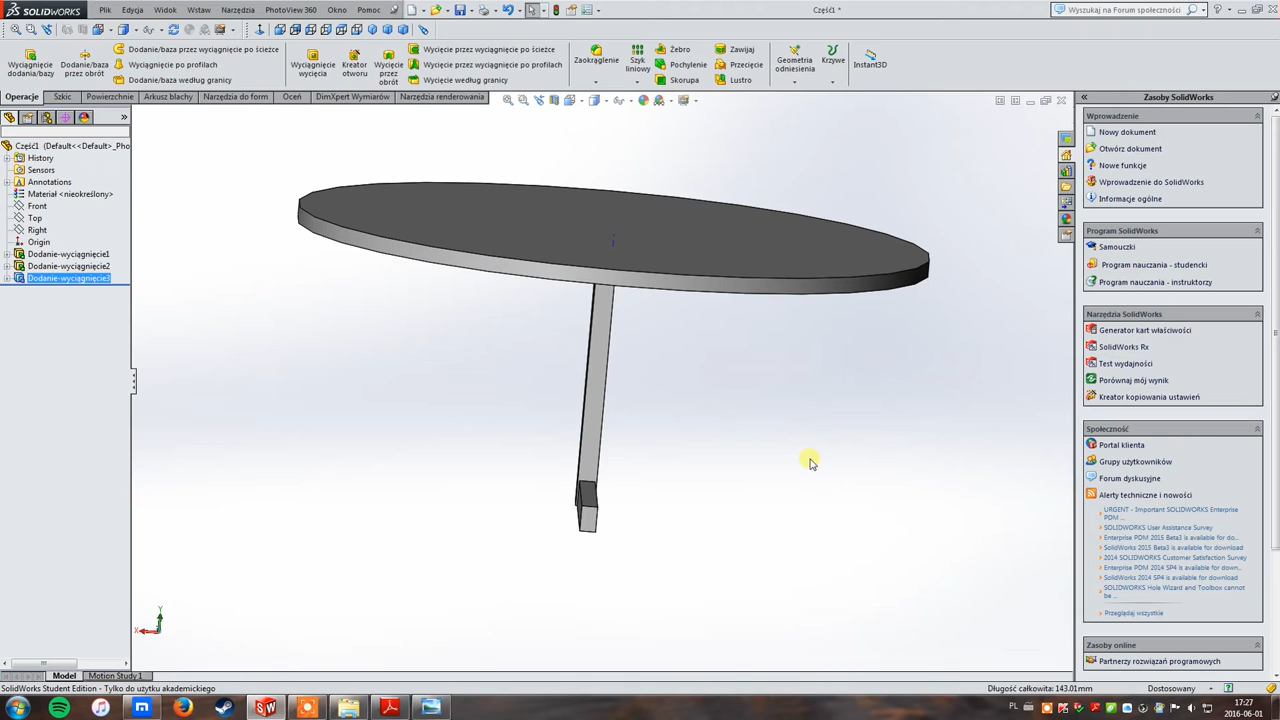 SOLIDWORKS Plik Edycja Widok Wstaw Narzędzia PhotoView 360 Okno Pomoc Część1 * Wyszukaj na Forum społeczności
Wyciągnięcie dodania/bazy
Dodanie/baza przez obrót
Dodanie/baza przez wyciągnięcie po ścieżce
Wyciągnięcie po profilach
Dodanie/baza według granicy
Wyciągnięcie wycięcia
Kreator otworu
Wycięcie przez obrót
Wycięcie przez wyciągnięcie po ścieżce
Wycięcie przez wyciągnięcie po profilach
Wycięcie według granicy
Zaokrąglenie
Szyk liniowy
Żebro
Pochylenie
Skorupa
Zawijaj
Przecięcie
Lustro
Geometria odniesienia
Krzywe
Instant3D
Operacje Szkic Powierzchnie Arkusz blachy Narzędzia do form Oceń DimXpert Wymiarów Narzędzia renderowania
Część1 (Default<<Default>_Pho
History
Sensors
Annotations
Materiał <nieokreślony>
Front
Top
Right
Origin
Dodanie-wyciągnięcie1
Dodanie-wyciągnięcie2
Dodanie-wyciągnięcie3
Y
X
Zasoby SolidWorks
Wprowadzenie
Nowy dokument
Otwórz dokument
Nowe funkcje
Wprowadzenie do SolidWorks
Informacje ogólne
Program SolidWorks
Samouczki
Program nauczania - studencki
Program nauczania - instruktorzy
Narzędzia SolidWorks
Generator kart właściwości
SolidWorks Rx
Test wydajności
Porównaj mój wynik
Kreator kopiowania ustawień
Społeczność
Portal klienta
Grupy użytkowników
Forum dyskusyjne
Alerty techniczne i nowości
URGENT - Important SOLIDWORKS Enterprise
PDM ...
SOLIDWORKS User Assistance Survey
Enterprise PDM 2015 Beta3 is available for do...
SolidWorks 2015 Beta3 is available for download
2014 SOLIDWORKS Customer Satisfaction Survey
Enterprise PDM 2014 SP4 is available for down...
SolidWorks 2014 SP4 is available for download
SOLIDWORKS Hole Wizard and Toolbox cannot
be ...
Przeglądaj wszystkie
Zasoby online
Partnerzy rozwiązań programowych
Model Motion Study 1
SolidWorks Student Edition - Tylko do użytku akademickiego Długość całkowita: 143.01mm Dostosowany
PL 17:27
2016-06-01